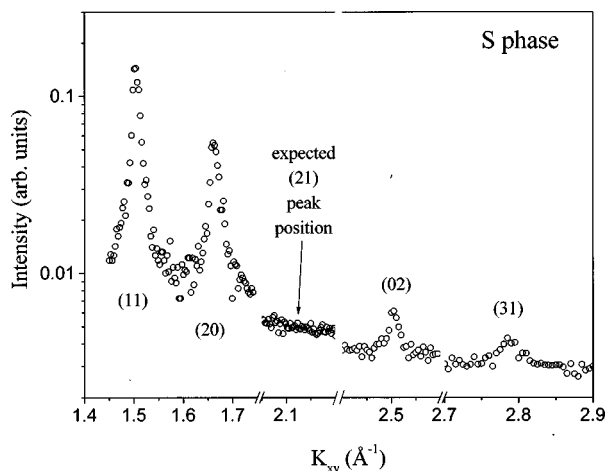 S phase
Intensity (arb. units)
0.1
0.01
expected
(21)
peak
position
(11)
(20)
(02)
(31)
1.4 1.5 1.6 1.7 2.1 2.5 2.7 2.8 2.9
K_xy (Å⁻¹)